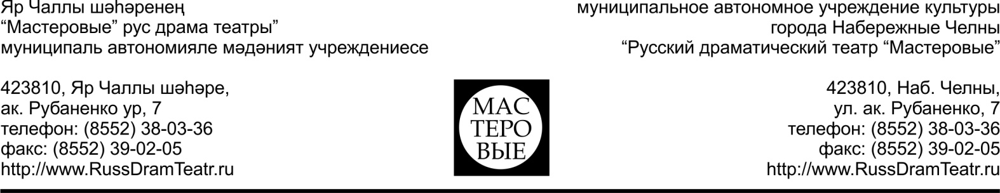 Яр Чаллы шәһәренең
“Мастеровые” рус драма театры”
муниципаль автономияле мәдәният учреждениесе
423810, Яр Чаллы шәһәре,
ак. Рубаненко ур, 7
телефон: (8552) 38-03-36
факс: (8552) 39-02-05
http://www.RussDramTeatr.ru
МАС
ТЕРО
ВЫЕ
муниципальное автономное учреждение культуры
города Набережные Челны
“Русский драматический театр “Мастеровые”
423810, Наб. Челны,
ул. ак. Рубаненко, 7
телефон: (8552) 38-03-36
факс: (8552) 39-02-05
http://www.RussDramTeatr.ru